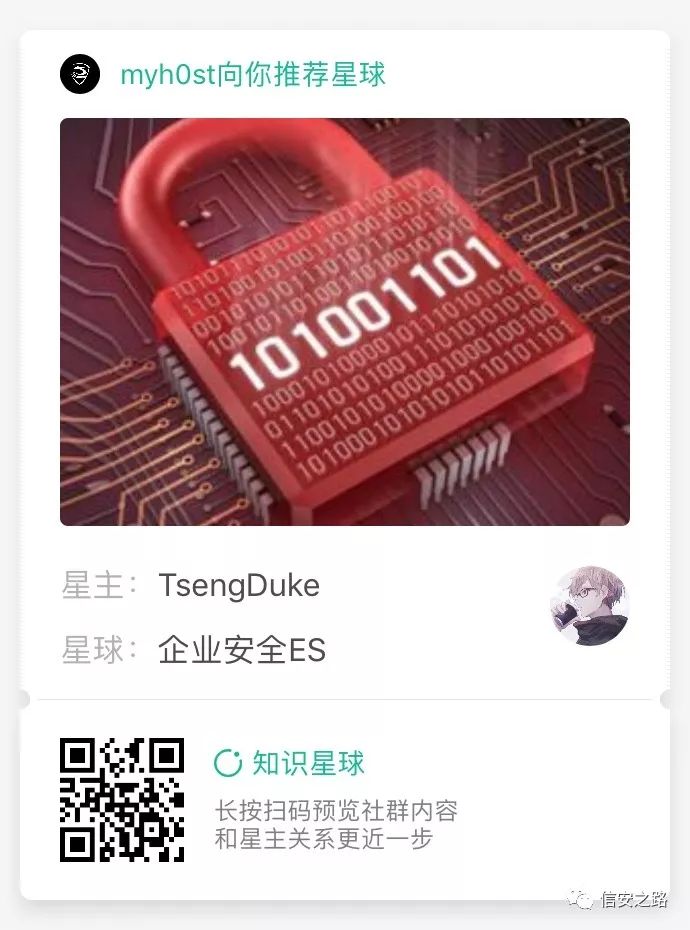 myh0st向你推荐星球
101001101
星主：TsengDuke
星球：企业安全ES
知识星球
长按扫码预览社群内容
和星主关系更近一步
信安之路